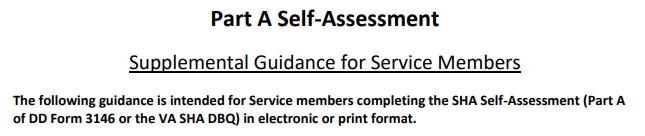 Part A Self-Assessment
Supplemental Guidance for Service Members
The following guidance is intended for Service members completing the SHA Self-Assessment (Part A
of DD Form 3146 or the VA SHA DBQ) in electronic or print format.